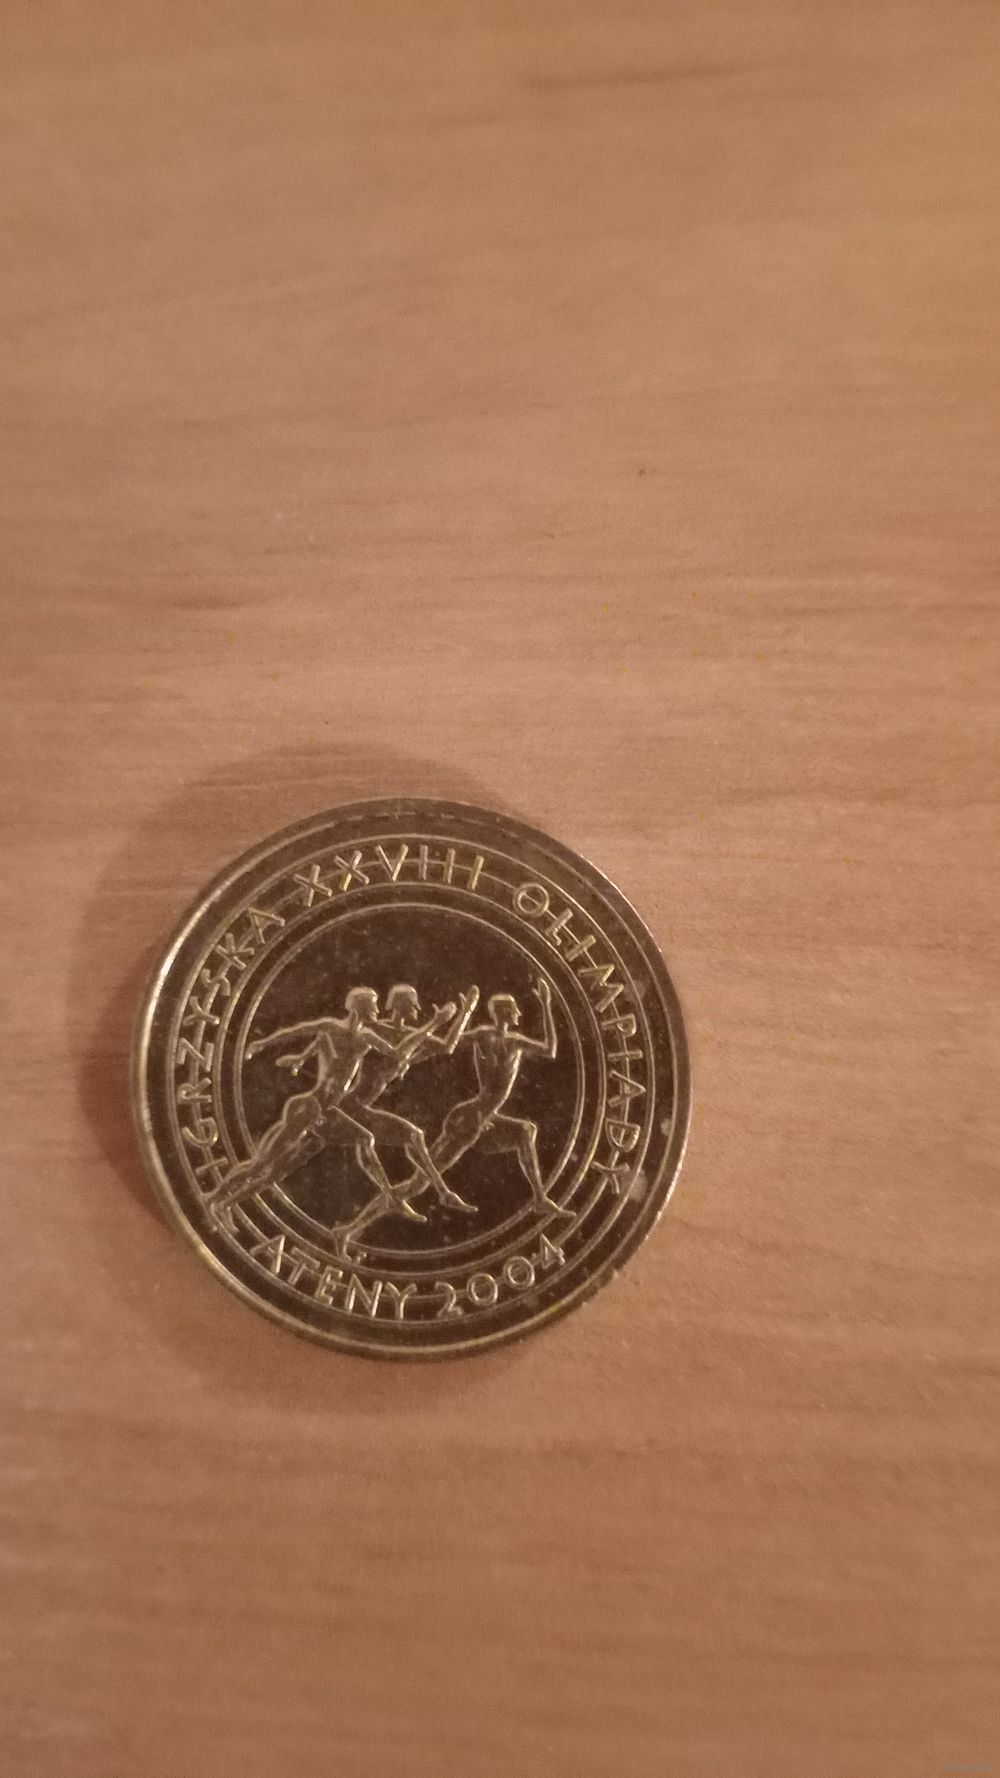 IGRZYSKA XXVIII OLIMPIADY
ATENY 2004